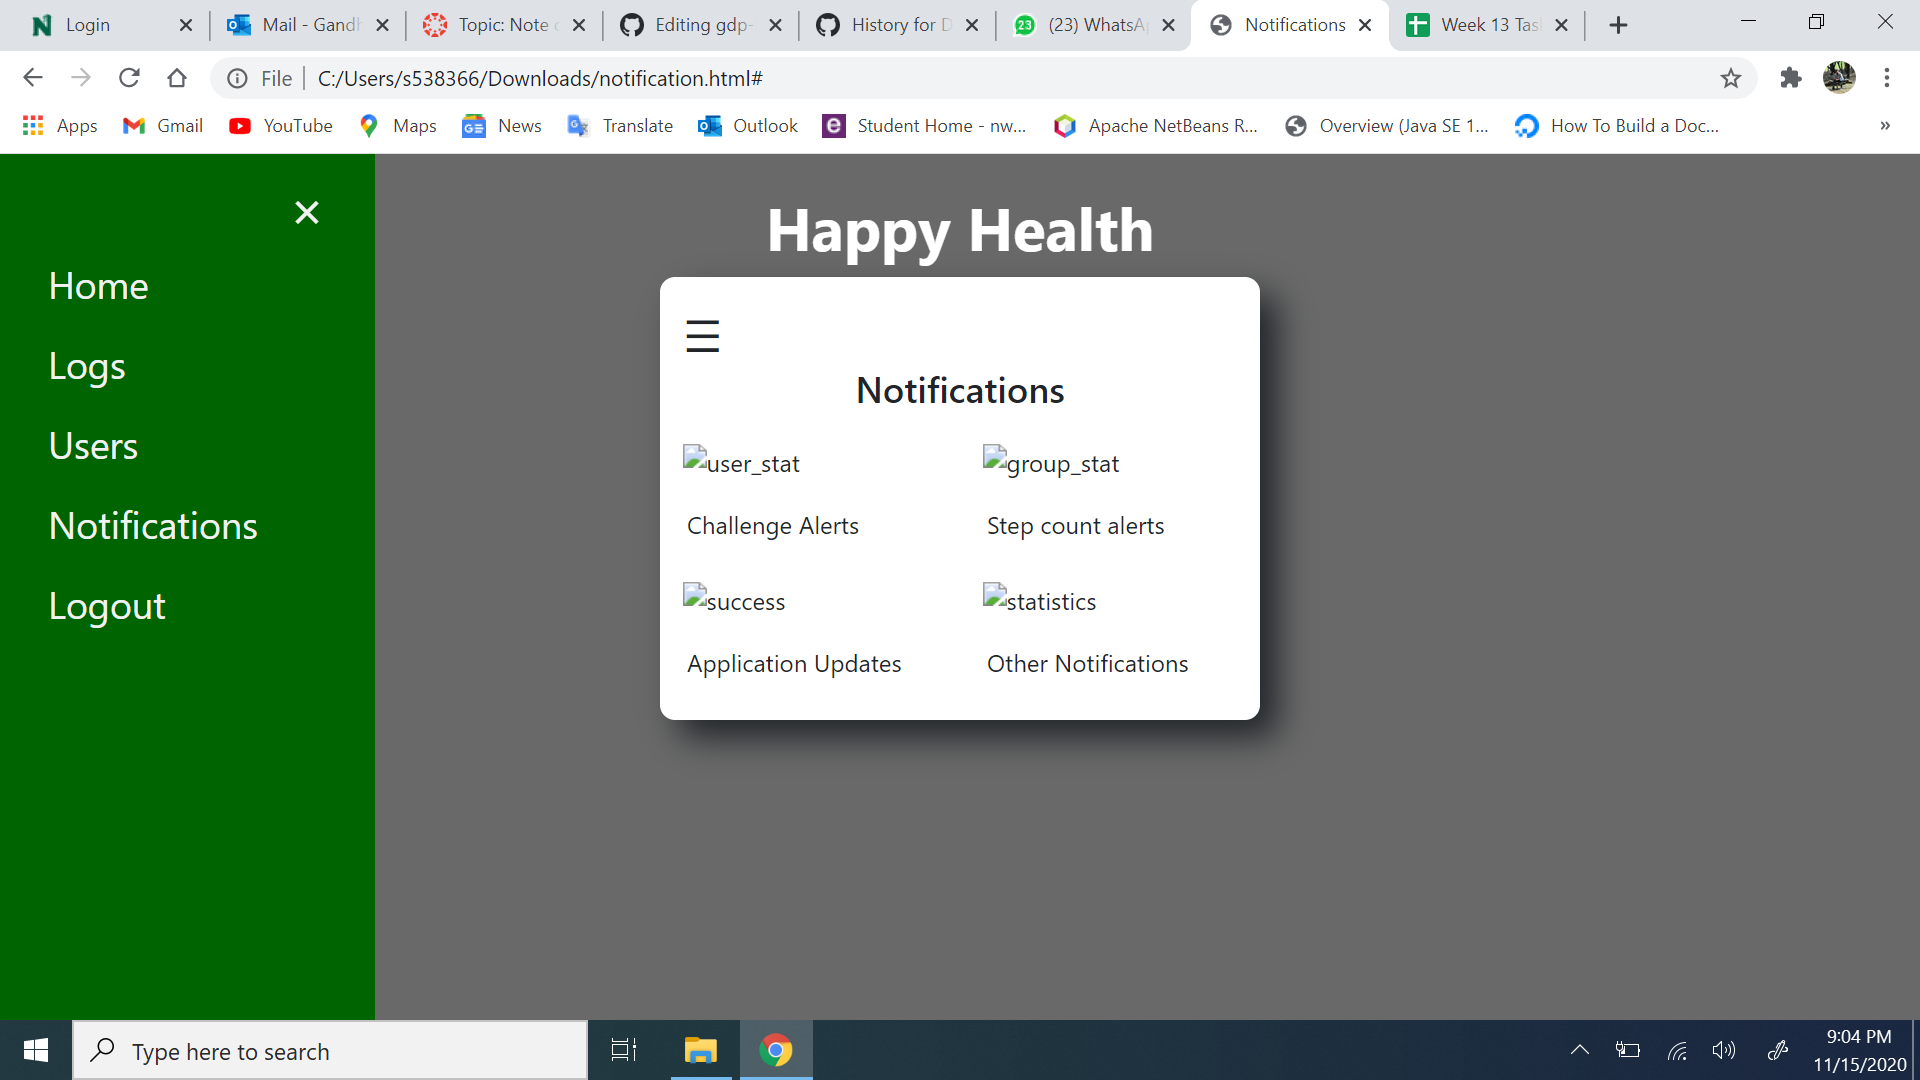 Login
Mail - Gandh
Topic: Note
Editing gdp-
History for D
23
(23) WhatsAp
Notifications
Week 13 Tas
File
C:/Users/s538366/Downloads/notification.html#
Apps
Gmail
YouTube
Maps
News
Translate
Outlook
Student Home - nw...
Apache NetBeans R...
Overview (Java SE 1...
How To Build a Doc...
»
Happy Health
Home
Logs
Users
Notifications
Logout
Notifications
user_stat
group_stat
Challenge Alerts
Step count alerts
success
statistics
Application Updates
Other Notifications
Type here to search
9:04 PM
11/15/2020